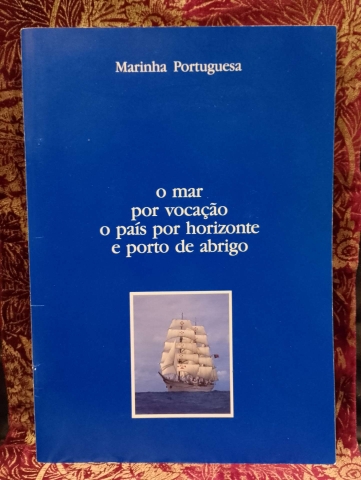 Marinha Portuguesa
o mar
por vocação
o país por horizonte
e porto de abrigo